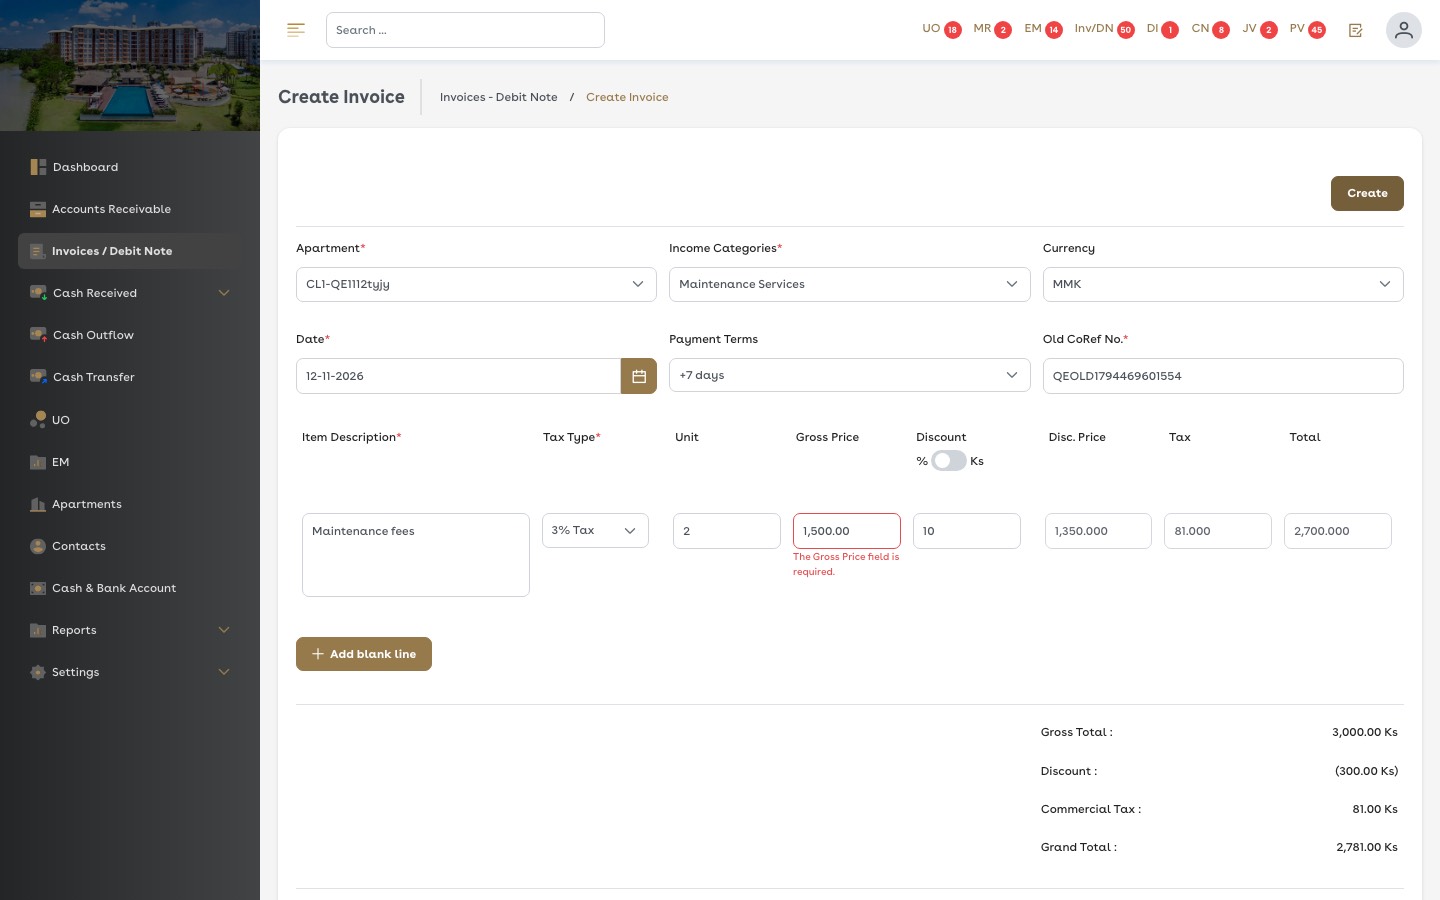 Search ...
UO 18 MR 2 EM 14 Inv/DN 50 DI 1 CN 8 JV 2 PV 45
Dashboard
Accounts Receivable
Invoices / Debit Note
Cash Received
Cash Outflow
Cash Transfer
UO
EM
Apartments
Contacts
Cash & Bank Account
Reports
Settings
Create Invoice
Invoices - Debit Note / Create Invoice
Create
Apartment* Income Categories* Currency
CL1-QE1112tyjy Maintenance Services MMK
Date* Payment Terms Old CoRef No.*
12-11-2026 +7 days QEOLD1794469601554
Item Description* Tax Type* Unit Gross Price Discount Disc. Price Tax Total
% Ks
Maintenance fees 3% Tax 2 1,500.00 10 1,350.000 81.000 2,700.000
The Gross Price field is
required.
Add blank line
Gross Total : 3,000.00 Ks
Discount : (300.00 Ks)
Commercial Tax : 81.00 Ks
Grand Total : 2,781.00 Ks